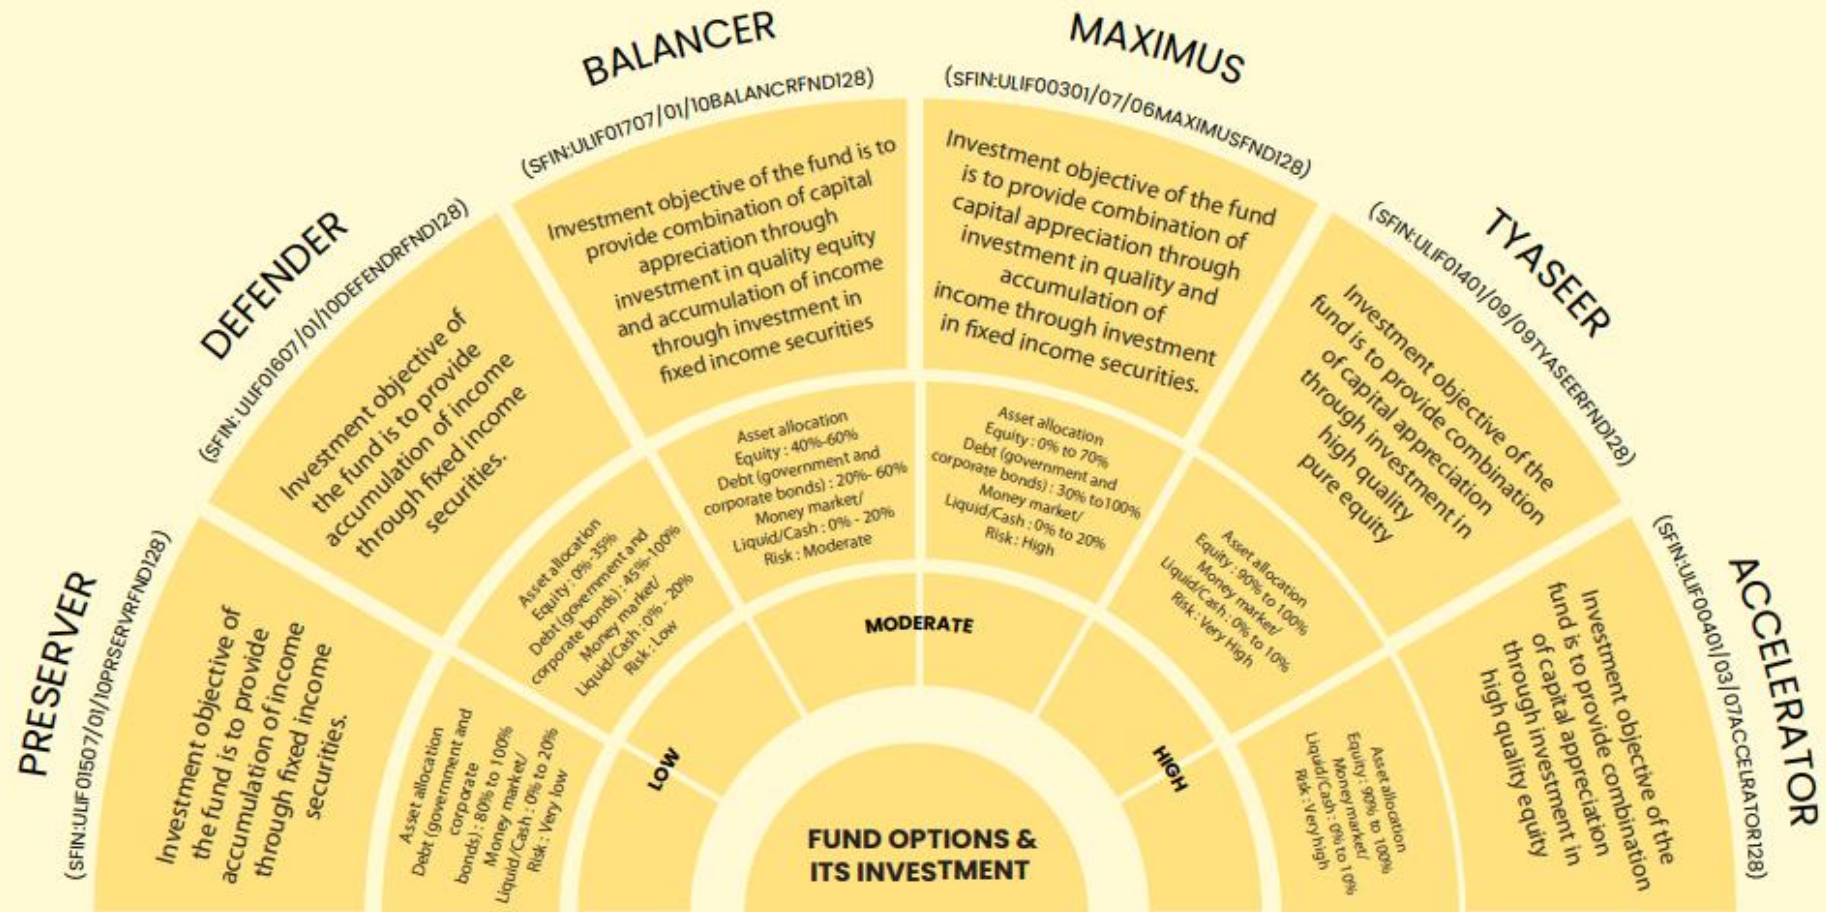 PRESERVER
(SFIN:ULIF01507/01/10PRSERVRFND128)
Investment objective of
the fund is to provide
accumulation of income
through fixed income
securities.
Asset allocation
Debt (government and
corporate
bonds) : 80% to 100%
Money market/
Liquid/Cash : 0% to 20%
Risk : Very low
DEFENDER
(SFIN: ULIF01607/01/10DEFENDRFND128)
Investment objective of
the fund is to provide
accumulation of income
through fixed income
securities.
Asset allocation
Equity : 0%-35%
Debt (government and
corporate bonds) : 45%-100%
Money market/
Liquid/Cash : 0% - 20%
Risk : Low
BALANCER
(SFIN:ULIF01707/01/10BALANCRFND128)
Investment objective of the fund is to
provide combination of capital
appreciation through
investment in quality equity
and accumulation of income
through investment in
fixed income securities
Asset allocation
Equity : 40%-60%
Debt (government and
corporate bonds) : 20%- 60%
Money market/
Liquid/Cash : 0% - 20%
Risk : Moderate
MAXIMUS
(SFIN:ULIF00301/07/06MAXIMUSFND128)
Investment objective of the fund
is to provide combination of
capital appreciation through
investment in quality and
accumulation of
income through investment
in fixed income securities.
Asset allocation
Equity : 0% to 70%
Debt (government and
corporate bonds) : 30% to100%
Money market/
Liquid/Cash : 0% to 20%
Risk : High
TYASEER
(SFIN:ULIF01401/09/09TYASEERFND128)
Investment objective of the
fund is to provide combination
of capital appreciation
through investment in
high quality
pure equity
Asset allocation
Equity : 90% to 100%
Money market/
Liquid/Cash : 0% to 10%
Risk : Very High
ACCELERATOR
(SFIN:ULIF00401/03/07ACCELRATOR128)
Investment objective of the
fund is to provide combination
of capital appreciation
through investment in
high quality equity
Asset allocation
Equity : 90% to 100%
Money market/
Liquid/Cash : 0% to 10%
Risk : Very high
LOW
MODERATE
HIGH
FUND OPTIONS &
ITS INVESTMENT